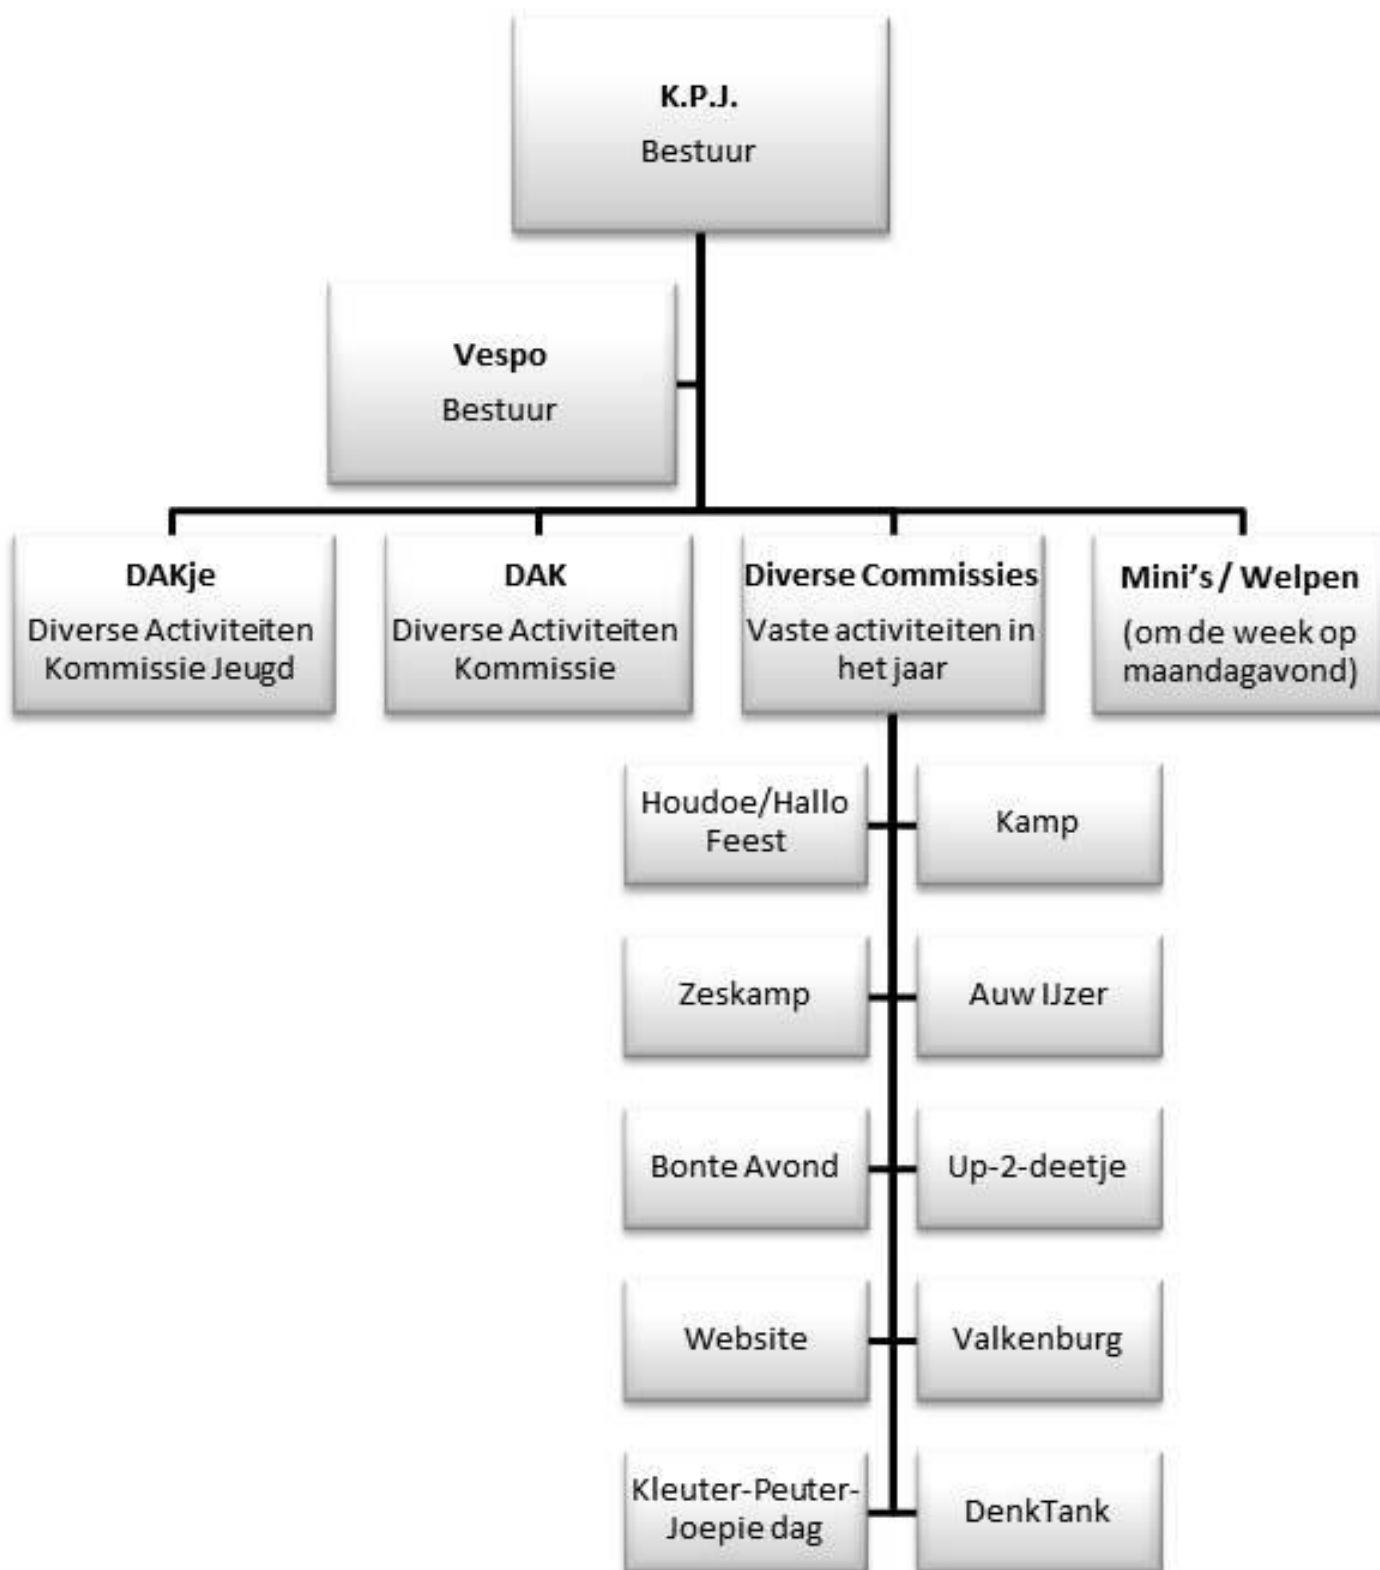 K.P.J.
Bestuur
Vespo
Bestuur
DAKje
Diverse Activiteiten
Kommissie Jeugd
DAK
Diverse Activiteiten
Kommissie
Diverse Commissies
Vaste activiteiten in
het jaar
Mini's / Welpen
(om de week op
maandagavond)
Houdoe/Hallo
Feest
Kamp
Zeskamp
Auw IJzer
Bonte Avond
Up-2-deetje
Website
Valkenburg
Kleuter-Peuter-
Joepie dag
DenkTank